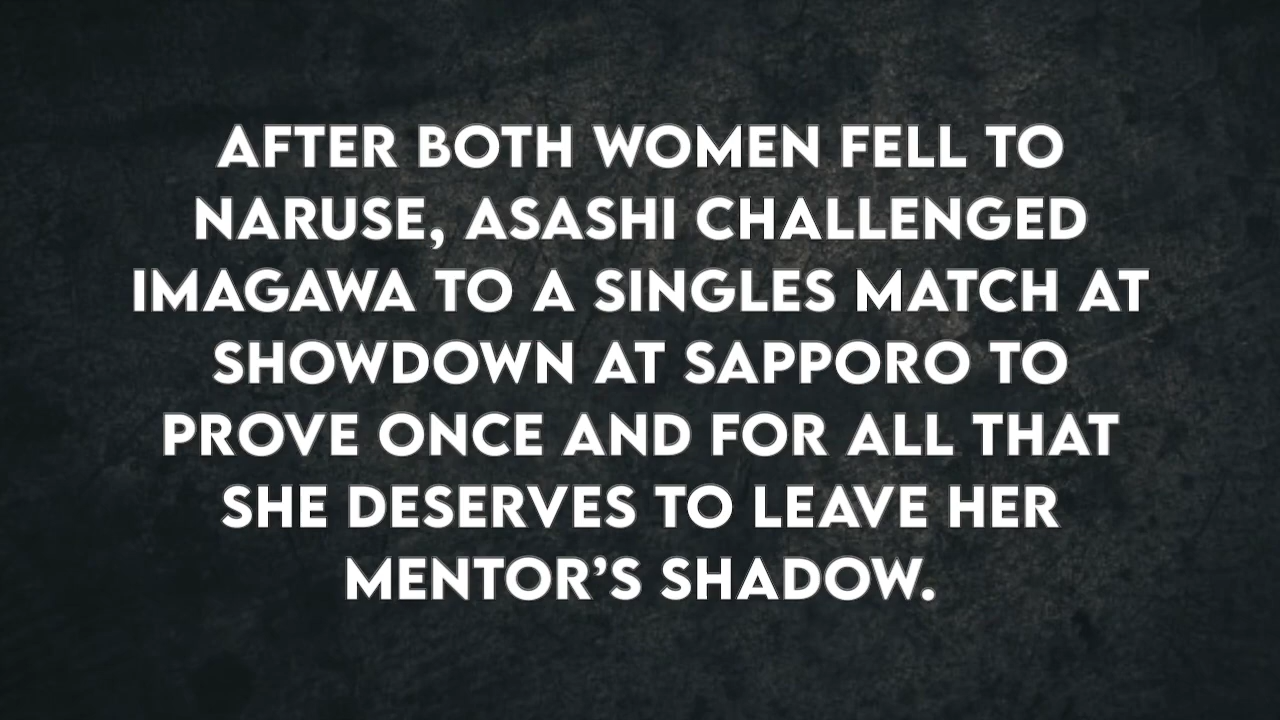 AFTER BOTH WOMEN FELL TO
NARUSE, ASASHI CHALLENGED
IMAGAWA TO A SINGLES MATCH AT
SHOWDOWN AT SAPPORO TO
PROVE ONCE AND FOR ALL THAT
SHE DESERVES TO LEAVE HER
MENTOR’S SHADOW.